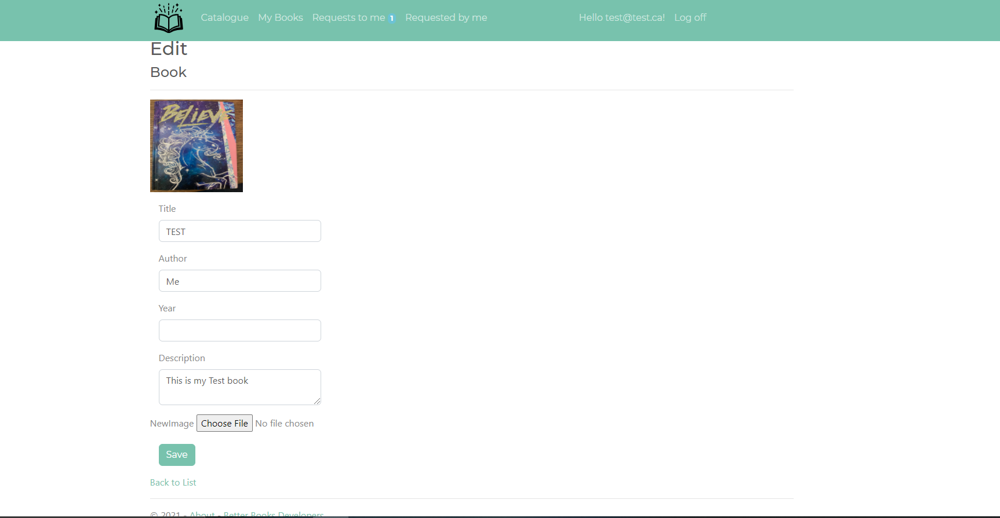 Catalogue My Books Requests to me 1 Requested by me Hello test@test.ca! Log off
Edit
Book
BELIEVE
Title
TEST
Author
Me
Year
Description
This is my Test book
NewImage Choose File No file chosen
Save
Back to List
© 2021 - About - Better Books Developers